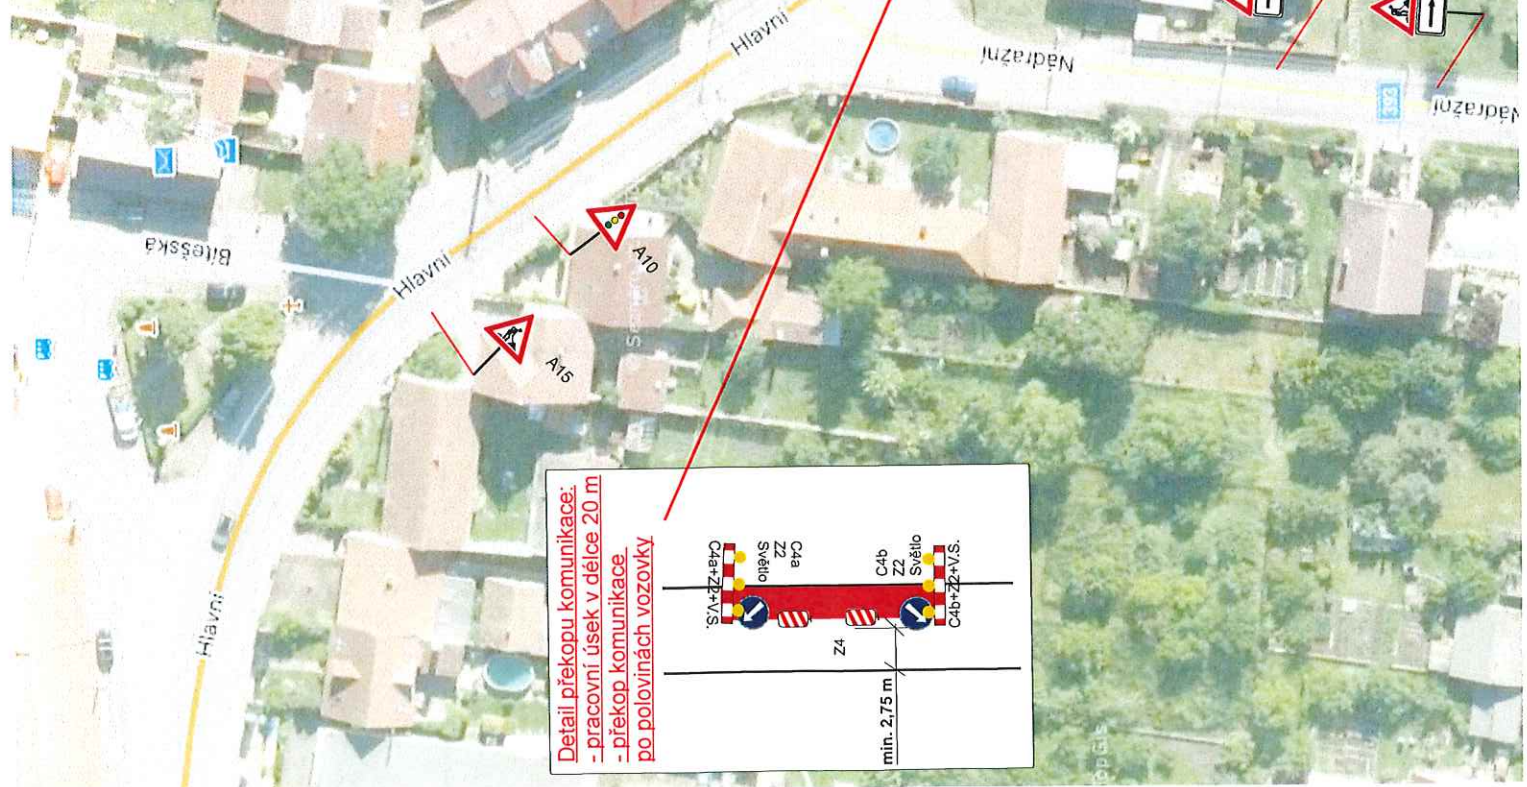 Hlavní
Nádražní
Nádražní
393
Bítešská
Hlavní
A10
A15
Hlavní
Detail překopu komunikace:
- pracovní úsek v délce 20 m
- překop komunikace
po polovinách vozovky
C4a+Z2+V.S.
Světlo
Z2
C4a
C4b
Z2
Světlo
C4b+Z2+V.S.
Z4
min. 2,75 m